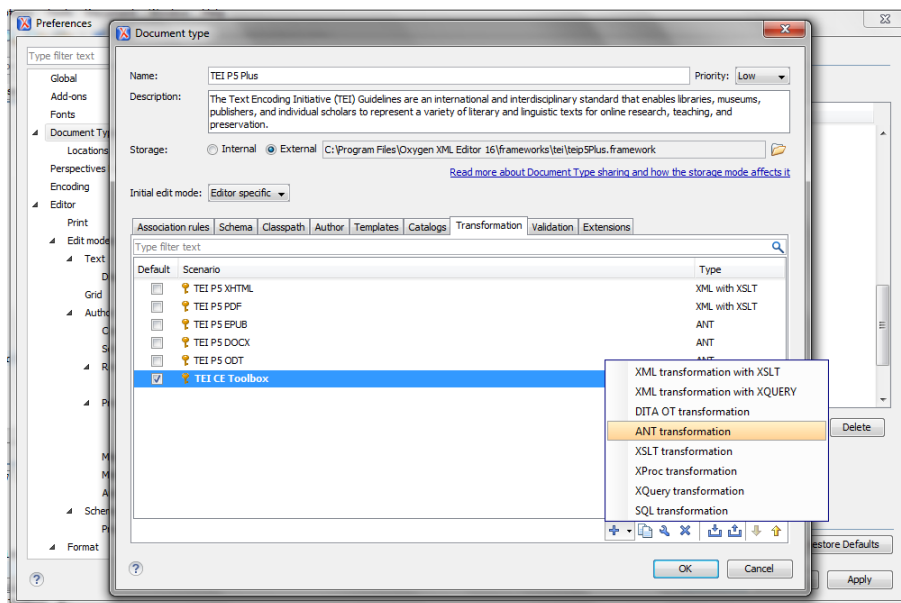 Preferences
Document type
Type filter text
Global
Add-ons
Fonts
Document Ty
Locations
Perspectives
Encoding
Editor
Print
Edit mode
Text
D
Grid
Autho
C
Se
R
Pr
M
M
A
Scher
Pr
Format
Name:
TEI P5 Plus
Priority:
Low
Description:
The Text Encoding Initiative (TEI) Guidelines are an international and interdisciplinary standard that enables libraries, museums,
publishers, and individual scholars to represent a variety of literary and linguistic texts for online research, teaching, and
preservation.
Storage:
Internal
External
C:\Program Files\Oxygen XML Editor 16\frameworks\tei\teip5Plus.framework
Read more about Document Type sharing and how the storage mode affects it
Initial edit mode:
Editor specific
Association rules Schema Classpath Author Templates Catalogs Transformation Validation Extensions
Type filter text
Default Scenario Type
TEI P5 XHTML XML with XSLT
TEI P5 PDF XML with XSLT
TEI P5 EPUB ANT
TEI P5 DOCX ANT
TEI P5 ODT
TEI CE Toolbox
XML transformation with XSLT
XML transformation with XQUERY
DITA OT transformation
ANT transformation
XSLT transformation
XProc transformation
XQuery transformation
SQL transformation
Delete
estore Defaults
OK Cancel
Apply